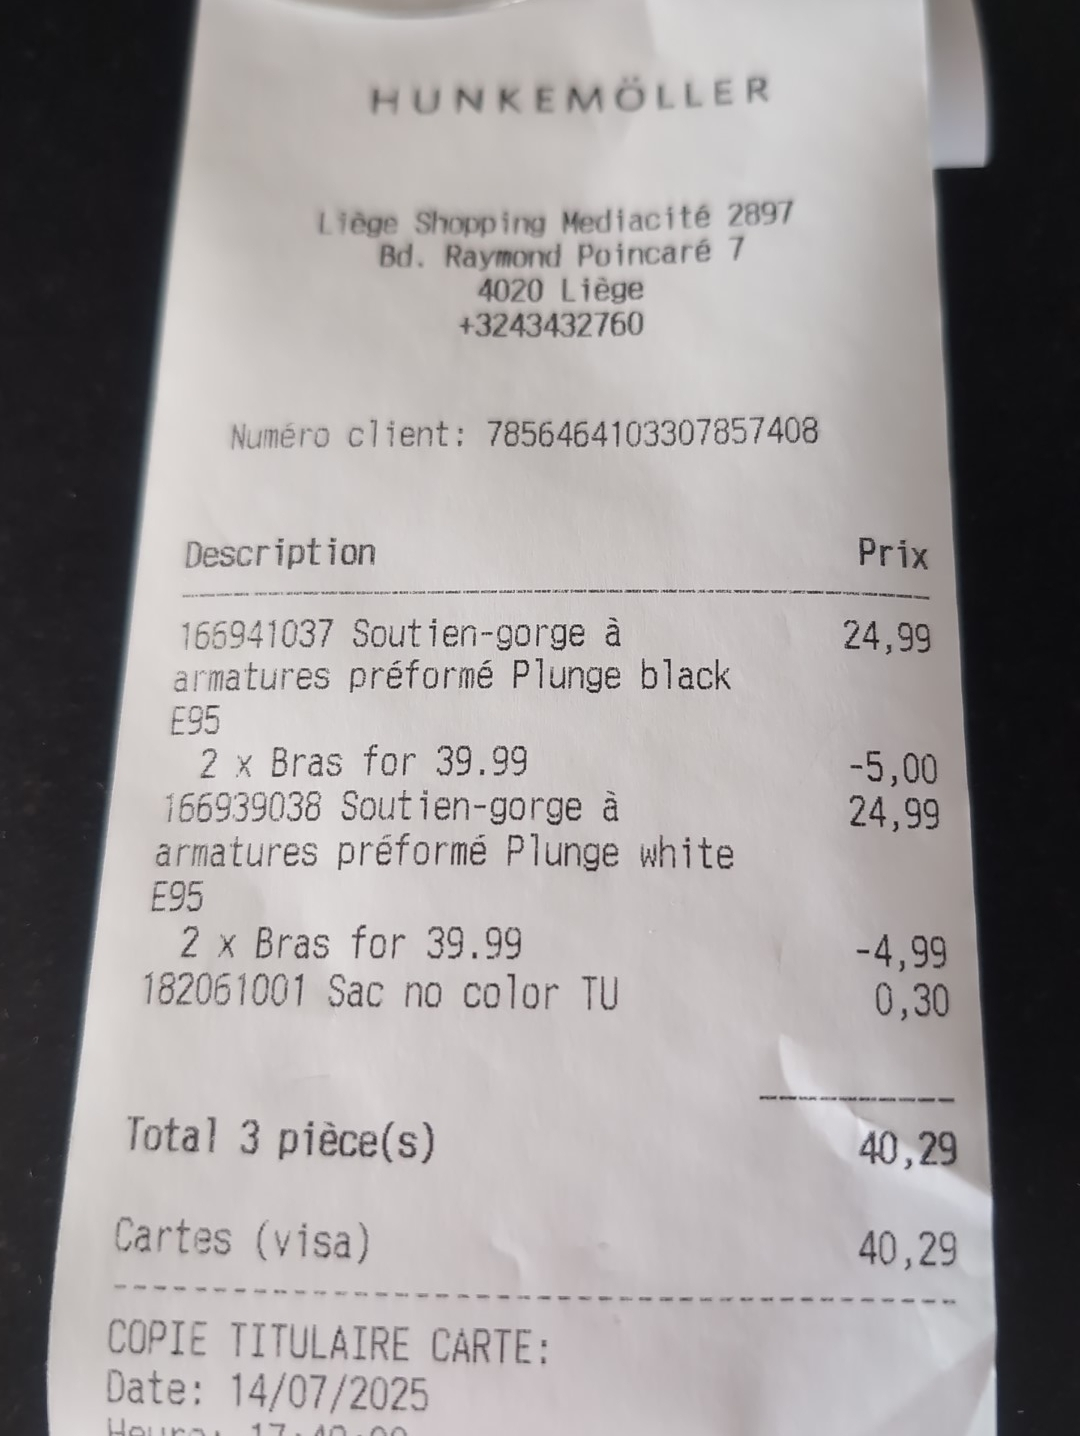 HUNKEMÖLLER
Liège Shopping Mediacité 2897
Bd. Raymond Poincaré 7
4020 Liège
+3243432760
Numéro client: 7856464103307857408
Description Prix
166941037 Soutien-gorge à 24,99
armatures préformé Plunge black
E95
2 x Bras for 39.99 -5,00
166939038 Soutien-gorge à 24,99
armatures préformé Plunge white
E95
2 x Bras for 39.99 -4,99
182061001 Sac no color TU 0,30
Total 3 pièce(s) 40,29
Cartes (visa) 40,29
COPIE TITULAIRE CARTE:
Date: 14/07/2025
Heure: